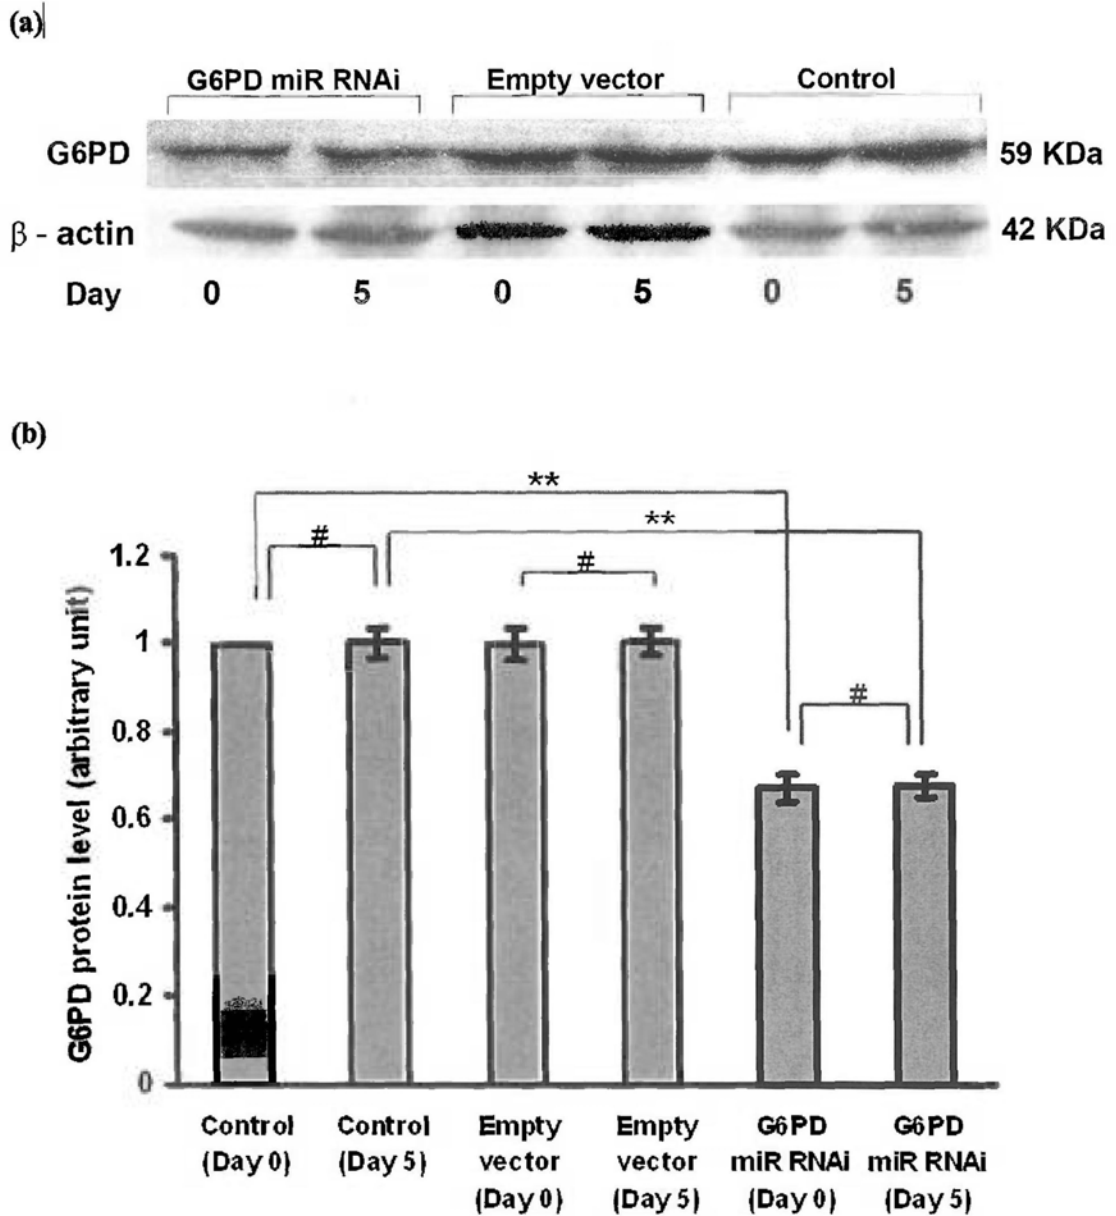 (a)
G6PD miR RNAi Empty vector Control
G6PD 59 KDa
β - actin 42 KDa
Day 0 5 0 5 0 5
(b)
**
**
#
#
1.2
1
#
0.8
0.6
0.4
0.2
0
G6PD protein level (arbitrary unit)
Control
(Day 0)
Control
(Day 5)
Empty
vector
(Day 0)
Empty
vector
(Day 5)
G6PD
miR RNAi
(Day 0)
G6PD
miR RNAi
(Day 5)